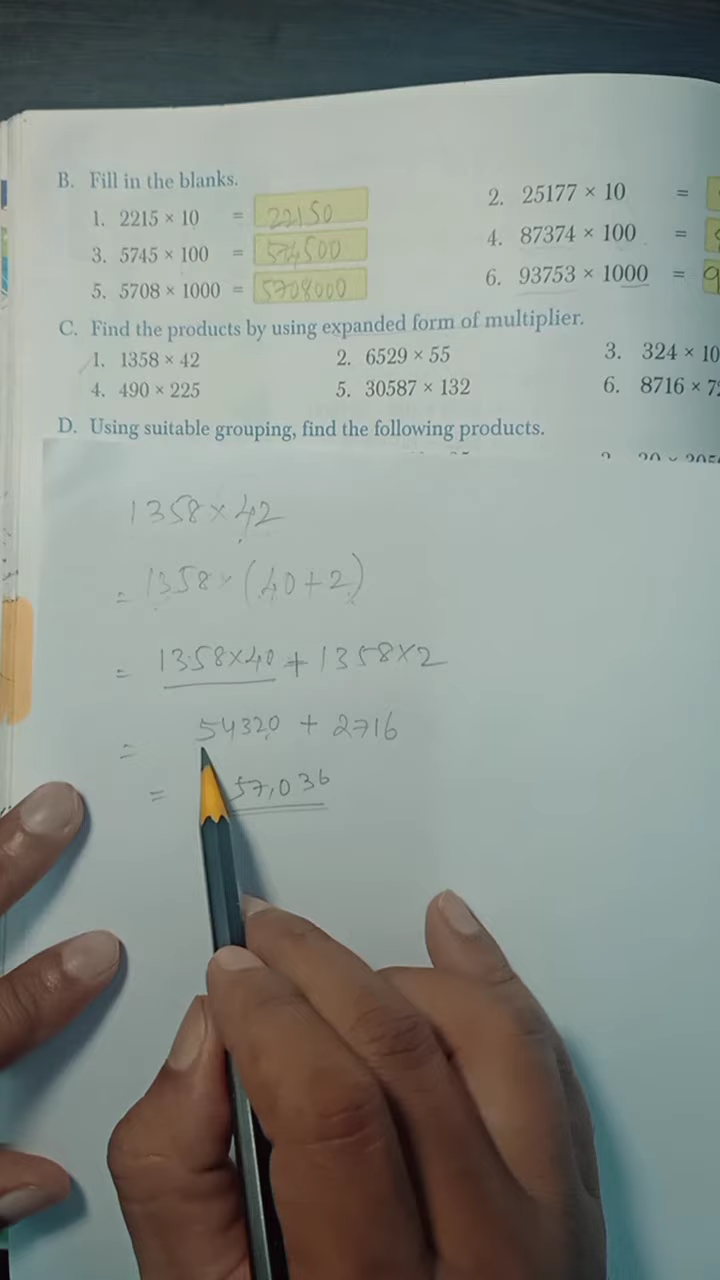 B. Fill in the blanks.
1. 2215 × 10 = 22150
2. 25177 × 10 =
3. 5745 × 100 = 574500
4. 87374 × 100 =
5. 5708 × 1000 = 5708000
6. 93753 × 1000 = 9
C. Find the products by using expanded form of multiplier.
1. 1358 × 42
2. 6529 × 55
3. 324 × 10
4. 490 × 225
5. 30587 × 132
6. 8716 × 7
D. Using suitable grouping, find the following products.
1358 × 42
= 1358 × (40 + 2)
= 1358 × 40 + 1358 × 2
= 54320 + 2716
= 57,036